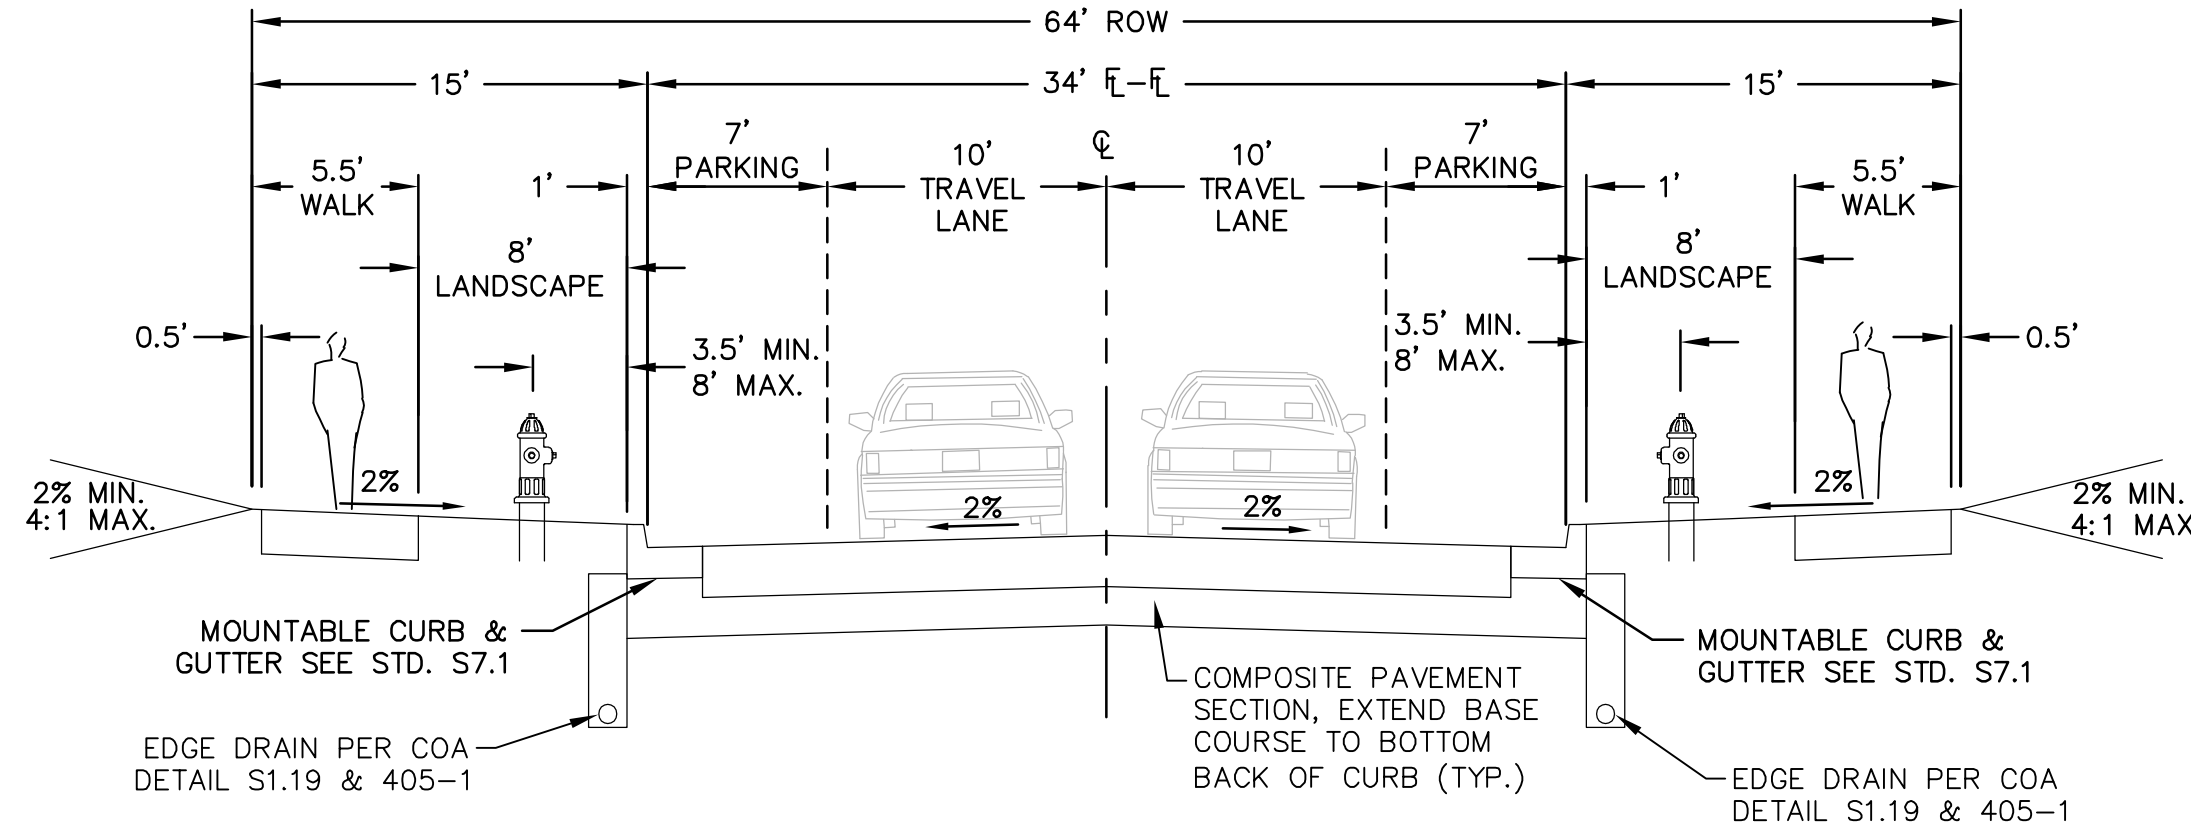 64' ROW
15'
34' FL–FL
15'
7'
PARKING
10'
TRAVEL
LANE
CL
10'
TRAVEL
LANE
7'
PARKING
5.5'
WALK
1'
1'
5.5'
WALK
8'
LANDSCAPE
8'
LANDSCAPE
0.5'
3.5' MIN.
8' MAX.
3.5' MIN.
8' MAX.
0.5'
2% MIN.
4:1 MAX.
2%
2%
2%
2%
2% MIN.
4:1 MAX
MOUNTABLE CURB &
GUTTER SEE STD. S7.1
MOUNTABLE CURB &
GUTTER SEE STD. S7.1
COMPOSITE PAVEMENT
SECTION, EXTEND BASE
COURSE TO BOTTOM
BACK OF CURB (TYP.)
EDGE DRAIN PER COA
DETAIL S1.19 & 405–1
EDGE DRAIN PER COA
DETAIL S1.19 & 405–1